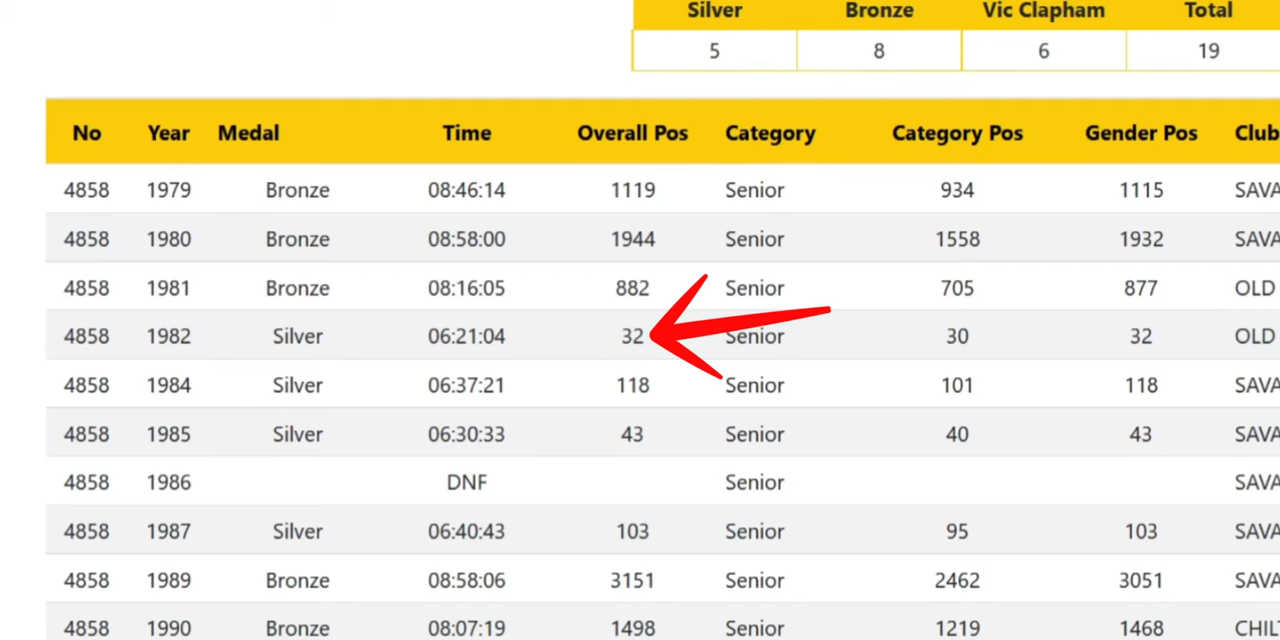 Silver Bronze Vic Clapham Total
5 8 6 19
No Year Medal Time Overall Pos Category Category Pos Gender Pos Club
4858 1979 Bronze 08:46:14 1119 Senior 934 1115 SAVA
4858 1980 Bronze 08:58:00 1944 Senior 1558 1932 SAVA
4858 1981 Bronze 08:16:05 882 Senior 705 877 OLD
4858 1982 Silver 06:21:04 32 Senior 30 32 OLD
4858 1984 Silver 06:37:21 118 Senior 101 118 SAVA
4858 1985 Silver 06:30:33 43 Senior 40 43 SAVA
4858 1986 DNF Senior SAVA
4858 1987 Silver 06:40:43 103 Senior 95 103 SAVA
4858 1989 Bronze 08:58:06 3151 Senior 2462 3051 SAVA
4858 1990 Bronze 08:07:19 1498 Senior 1219 1468 CHIL